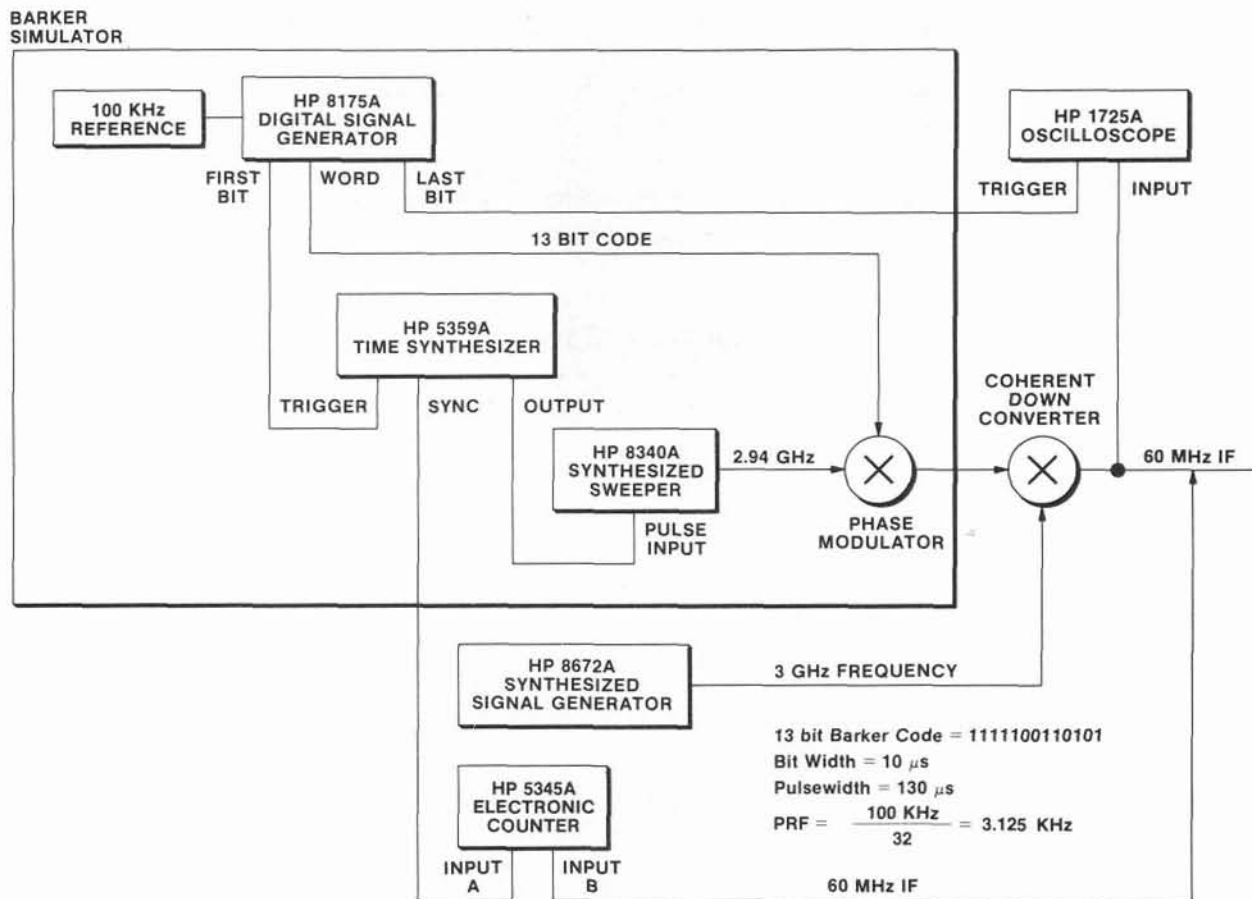 BARKER
SIMULATOR
100 KHz
REFERENCE
HP 8175A
DIGITAL SIGNAL
GENERATOR
HP 1725A
OSCILLOSCOPE
FIRST
BIT
WORD
LAST
BIT
TRIGGER
INPUT
13 BIT CODE
HP 5359A
TIME SYNTHESIZER
TRIGGER
SYNC
OUTPUT
COHERENT
DOWN
CONVERTER
HP 8340A
SYNTHESIZED
SWEEPER
2.94 GHz
60 MHz IF
PULSE
INPUT
PHASE
MODULATOR
HP 8672A
SYNTHESIZED
SIGNAL GENERATOR
3 GHz FREQUENCY
13 bit Barker Code = 1111100110101
Bit Width = 10 μs
Pulsewidth = 130 μs
PRF = 100 KHz / 32 = 3.125 KHz
HP 5345A
ELECTRONIC
COUNTER
INPUT
A
INPUT
B
60 MHz IF